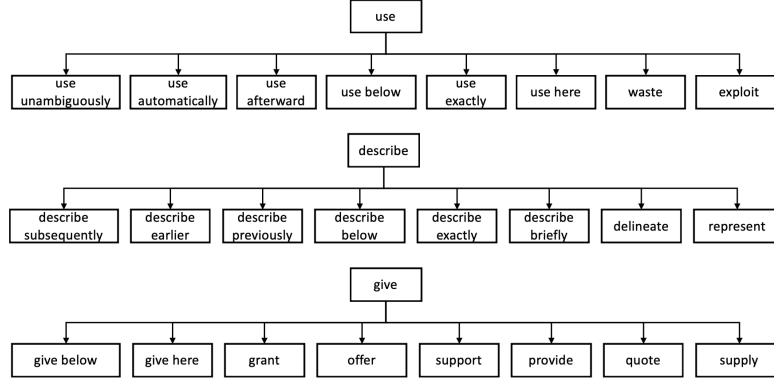 use
use unambiguously
use automatically
use afterward
use below
use exactly
use here
waste
exploit
describe
describe subsequently
describe earlier
describe previously
describe below
describe exactly
describe briefly
delineate
represent
give
give below
give here
grant
offer
support
provide
quote
supply